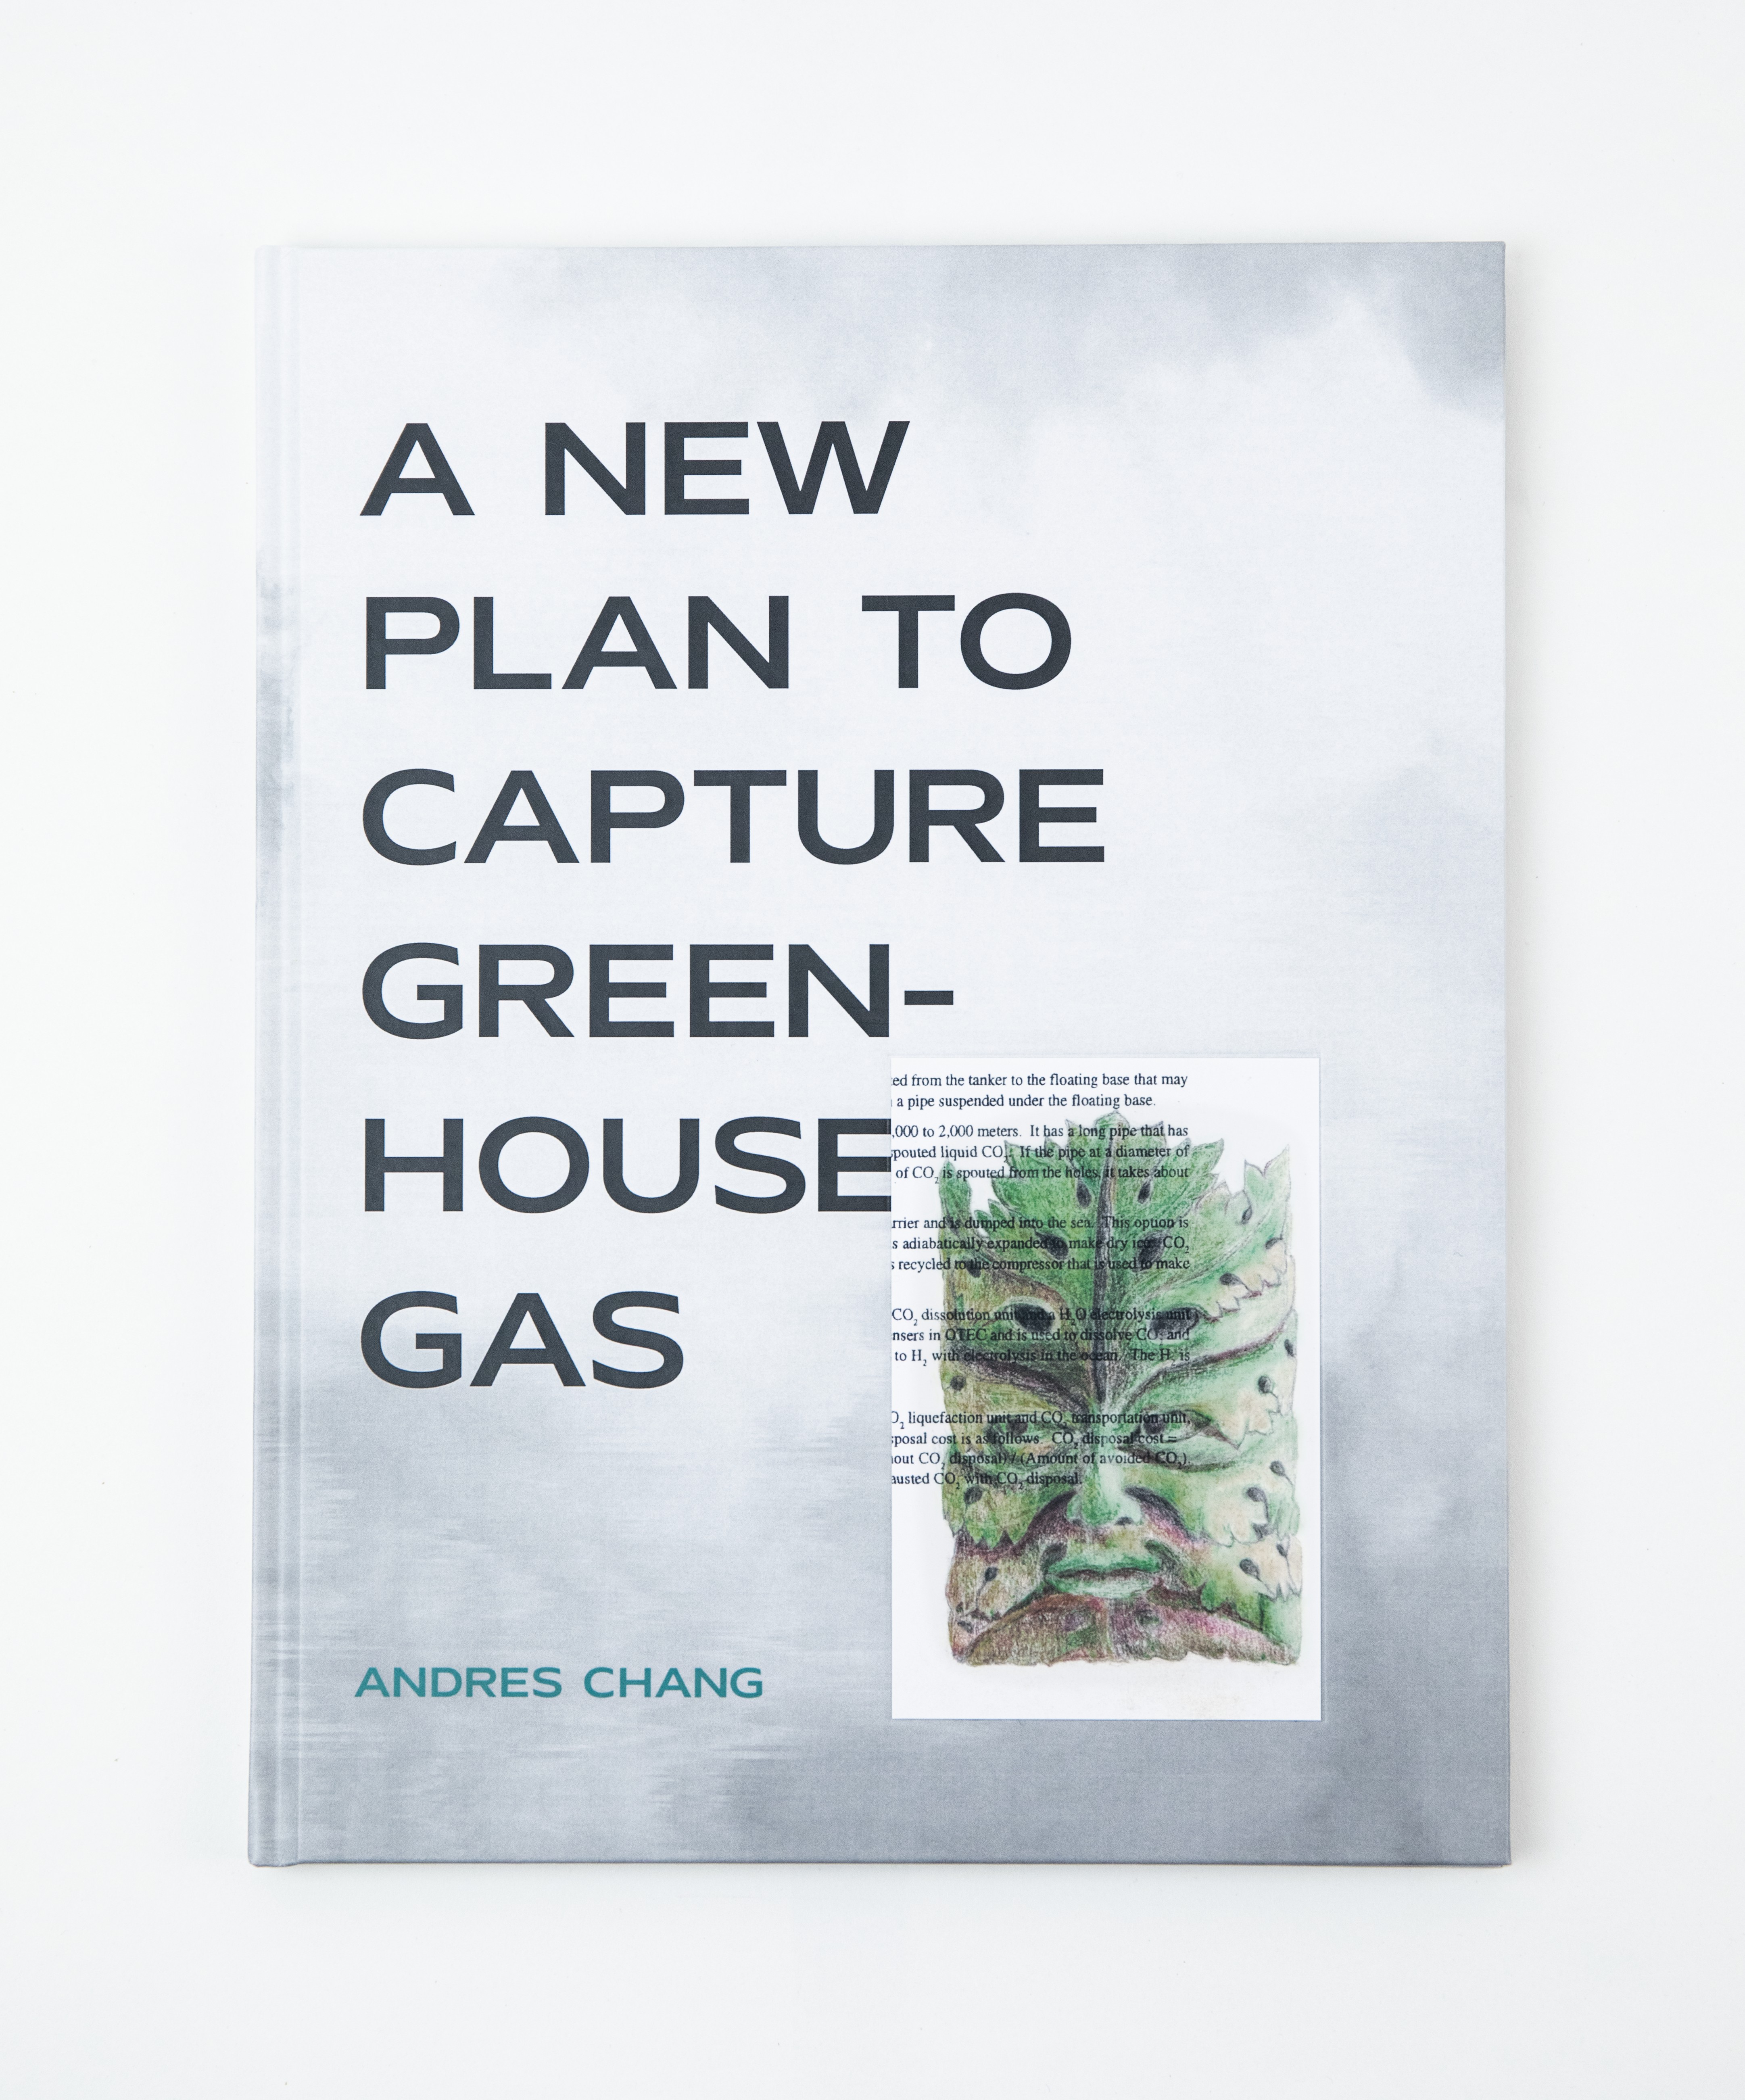 A NEW
PLAN TO
CAPTURE
GREEN-
HOUSE
GAS
ed from the tanker to the floating base that may
a pipe suspended under the floating base.
,000 to 2,000 meters. It has a long pipe that has
spouted liquid CO₂. If the pipe at a diameter of
of CO₂ is spouted from the holes, it takes about
rrier and is dumped into the sea. This option is
s adiabatically expanded to make dry ice. CO₂
s recycled to the compressor that is used to make
CO₂ dissolution unit and a H₂O electrolysis unit
nsers in OTEC and is used to dissolve CO₂ and
to H₂ with electrolysis in the ocean. The H₂ is
O₂ liquefaction unit and CO₂ transportation unit,
sposal cost is as follows. CO₂ disposal cost =
out CO₂ disposal) / (Amount of avoided CO₂)
austed CO₂ with CO₂ disposal.
ANDRES CHANG